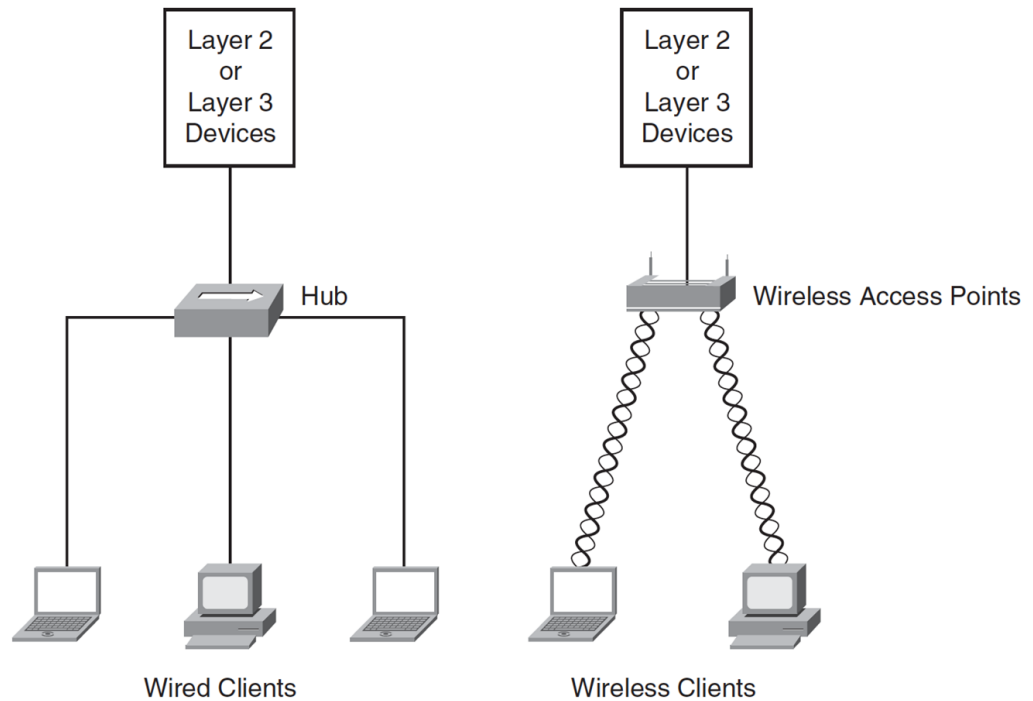 Layer 2
or
Layer 3
Devices
Layer 2
or
Layer 3
Devices
Hub
Wireless Access Points
Wired Clients
Wireless Clients